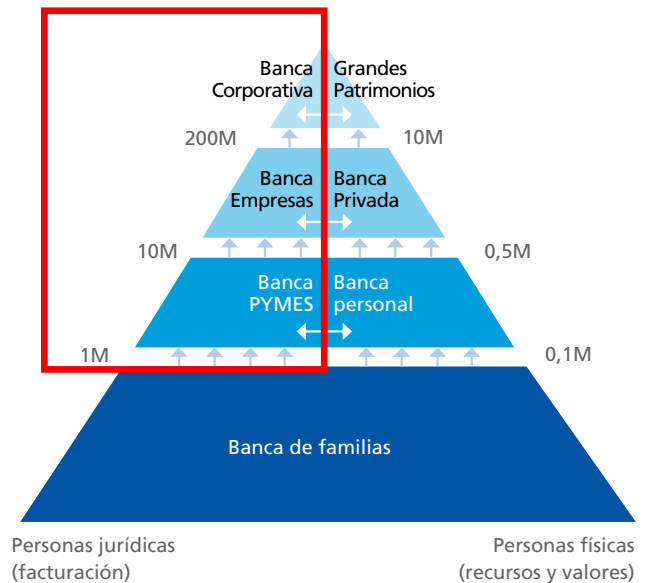 Banca
Corporativa
Grandes
Patrimonios
200M
10M
Banca
Empresas
Banca
Privada
10M
0,5M
Banca
PYMES
Banca
personal
1M
0,1M
Banca de familias
Personas jurídicas
(facturación)
Personas físicas
(recursos y valores)